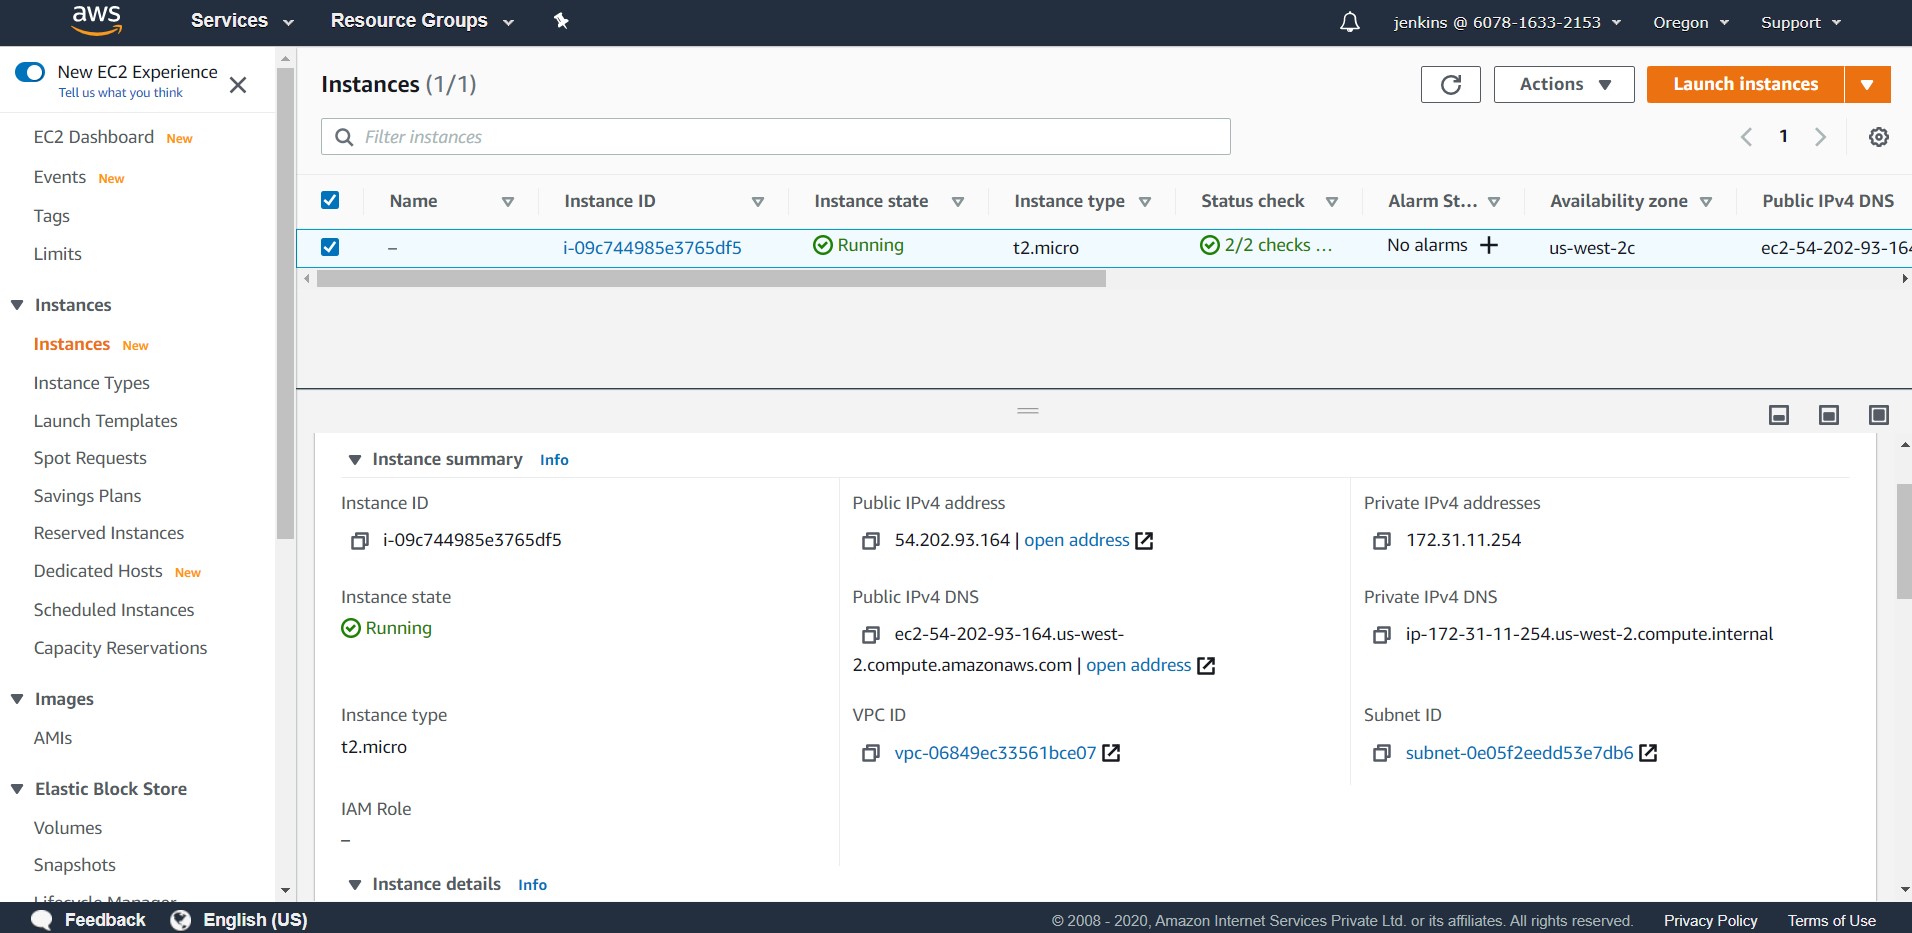 aws Services Resource Groups jenkins @ 6078-1633-2153 Oregon Support
New EC2 Experience
Tell us what you think
EC2 Dashboard New
Events New
Tags
Limits
Instances
Instances New
Instance Types
Launch Templates
Spot Requests
Savings Plans
Reserved Instances
Dedicated Hosts New
Scheduled Instances
Capacity Reservations
Images
AMIs
Elastic Block Store
Volumes
Snapshots
Lifecycle Manager
Instances (1/1) Actions Launch instances
Filter instances 1
Name Instance ID Instance state Instance type Status check Alarm St... Availability zone Public IPv4 DNS
– i-09c744985e3765df5 Running t2.micro 2/2 checks ... No alarms + us-west-2c ec2-54-202-93-164
Instance summary Info
Instance ID Public IPv4 address Private IPv4 addresses
i-09c744985e3765df5 54.202.93.164 | open address 172.31.11.254
Instance state Public IPv4 DNS Private IPv4 DNS
Running ec2-54-202-93-164.us-west- ip-172-31-11-254.us-west-2.compute.internal
2.compute.amazonaws.com | open address
Instance type VPC ID Subnet ID
t2.micro vpc-06849ec33561bce07 subnet-0e05f2eedd53e7db6
IAM Role
–
Instance details Info
Feedback English (US) © 2008 - 2020, Amazon Internet Services Private Ltd. or its affiliates. All rights reserved. Privacy Policy Terms of Use